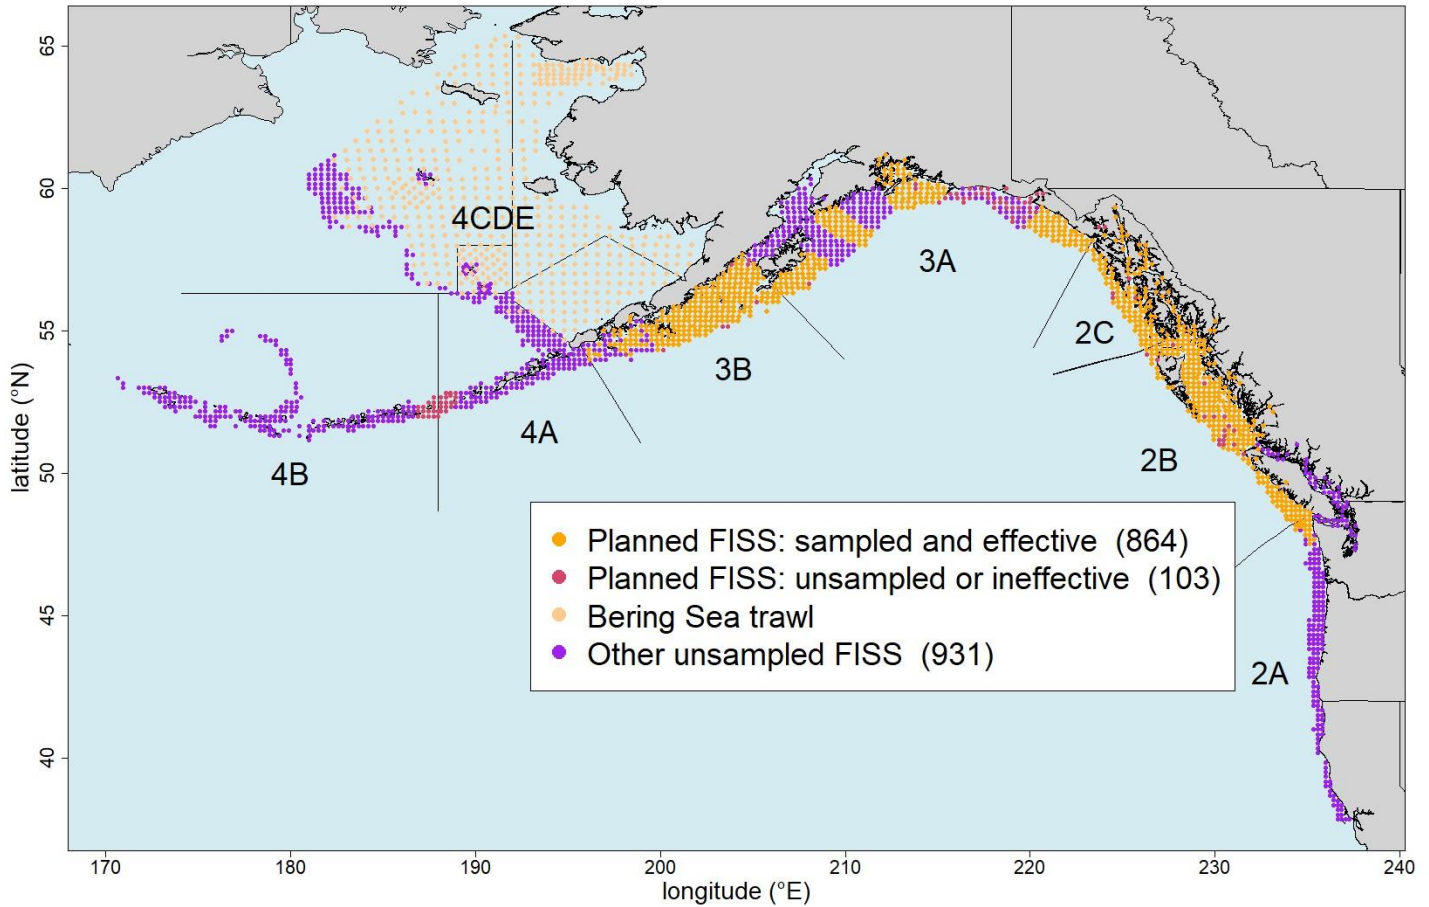 65
60
55
50
45
40
latitude (°N)
4CDE
3A
2C
3B
4A
4B
2B
2A
Planned FISS: sampled and effective (864)
Planned FISS: unsampled or ineffective (103)
Bering Sea trawl
Other unsampled FISS (931)
170
180
190
200
210
220
230
240
longitude (°E)